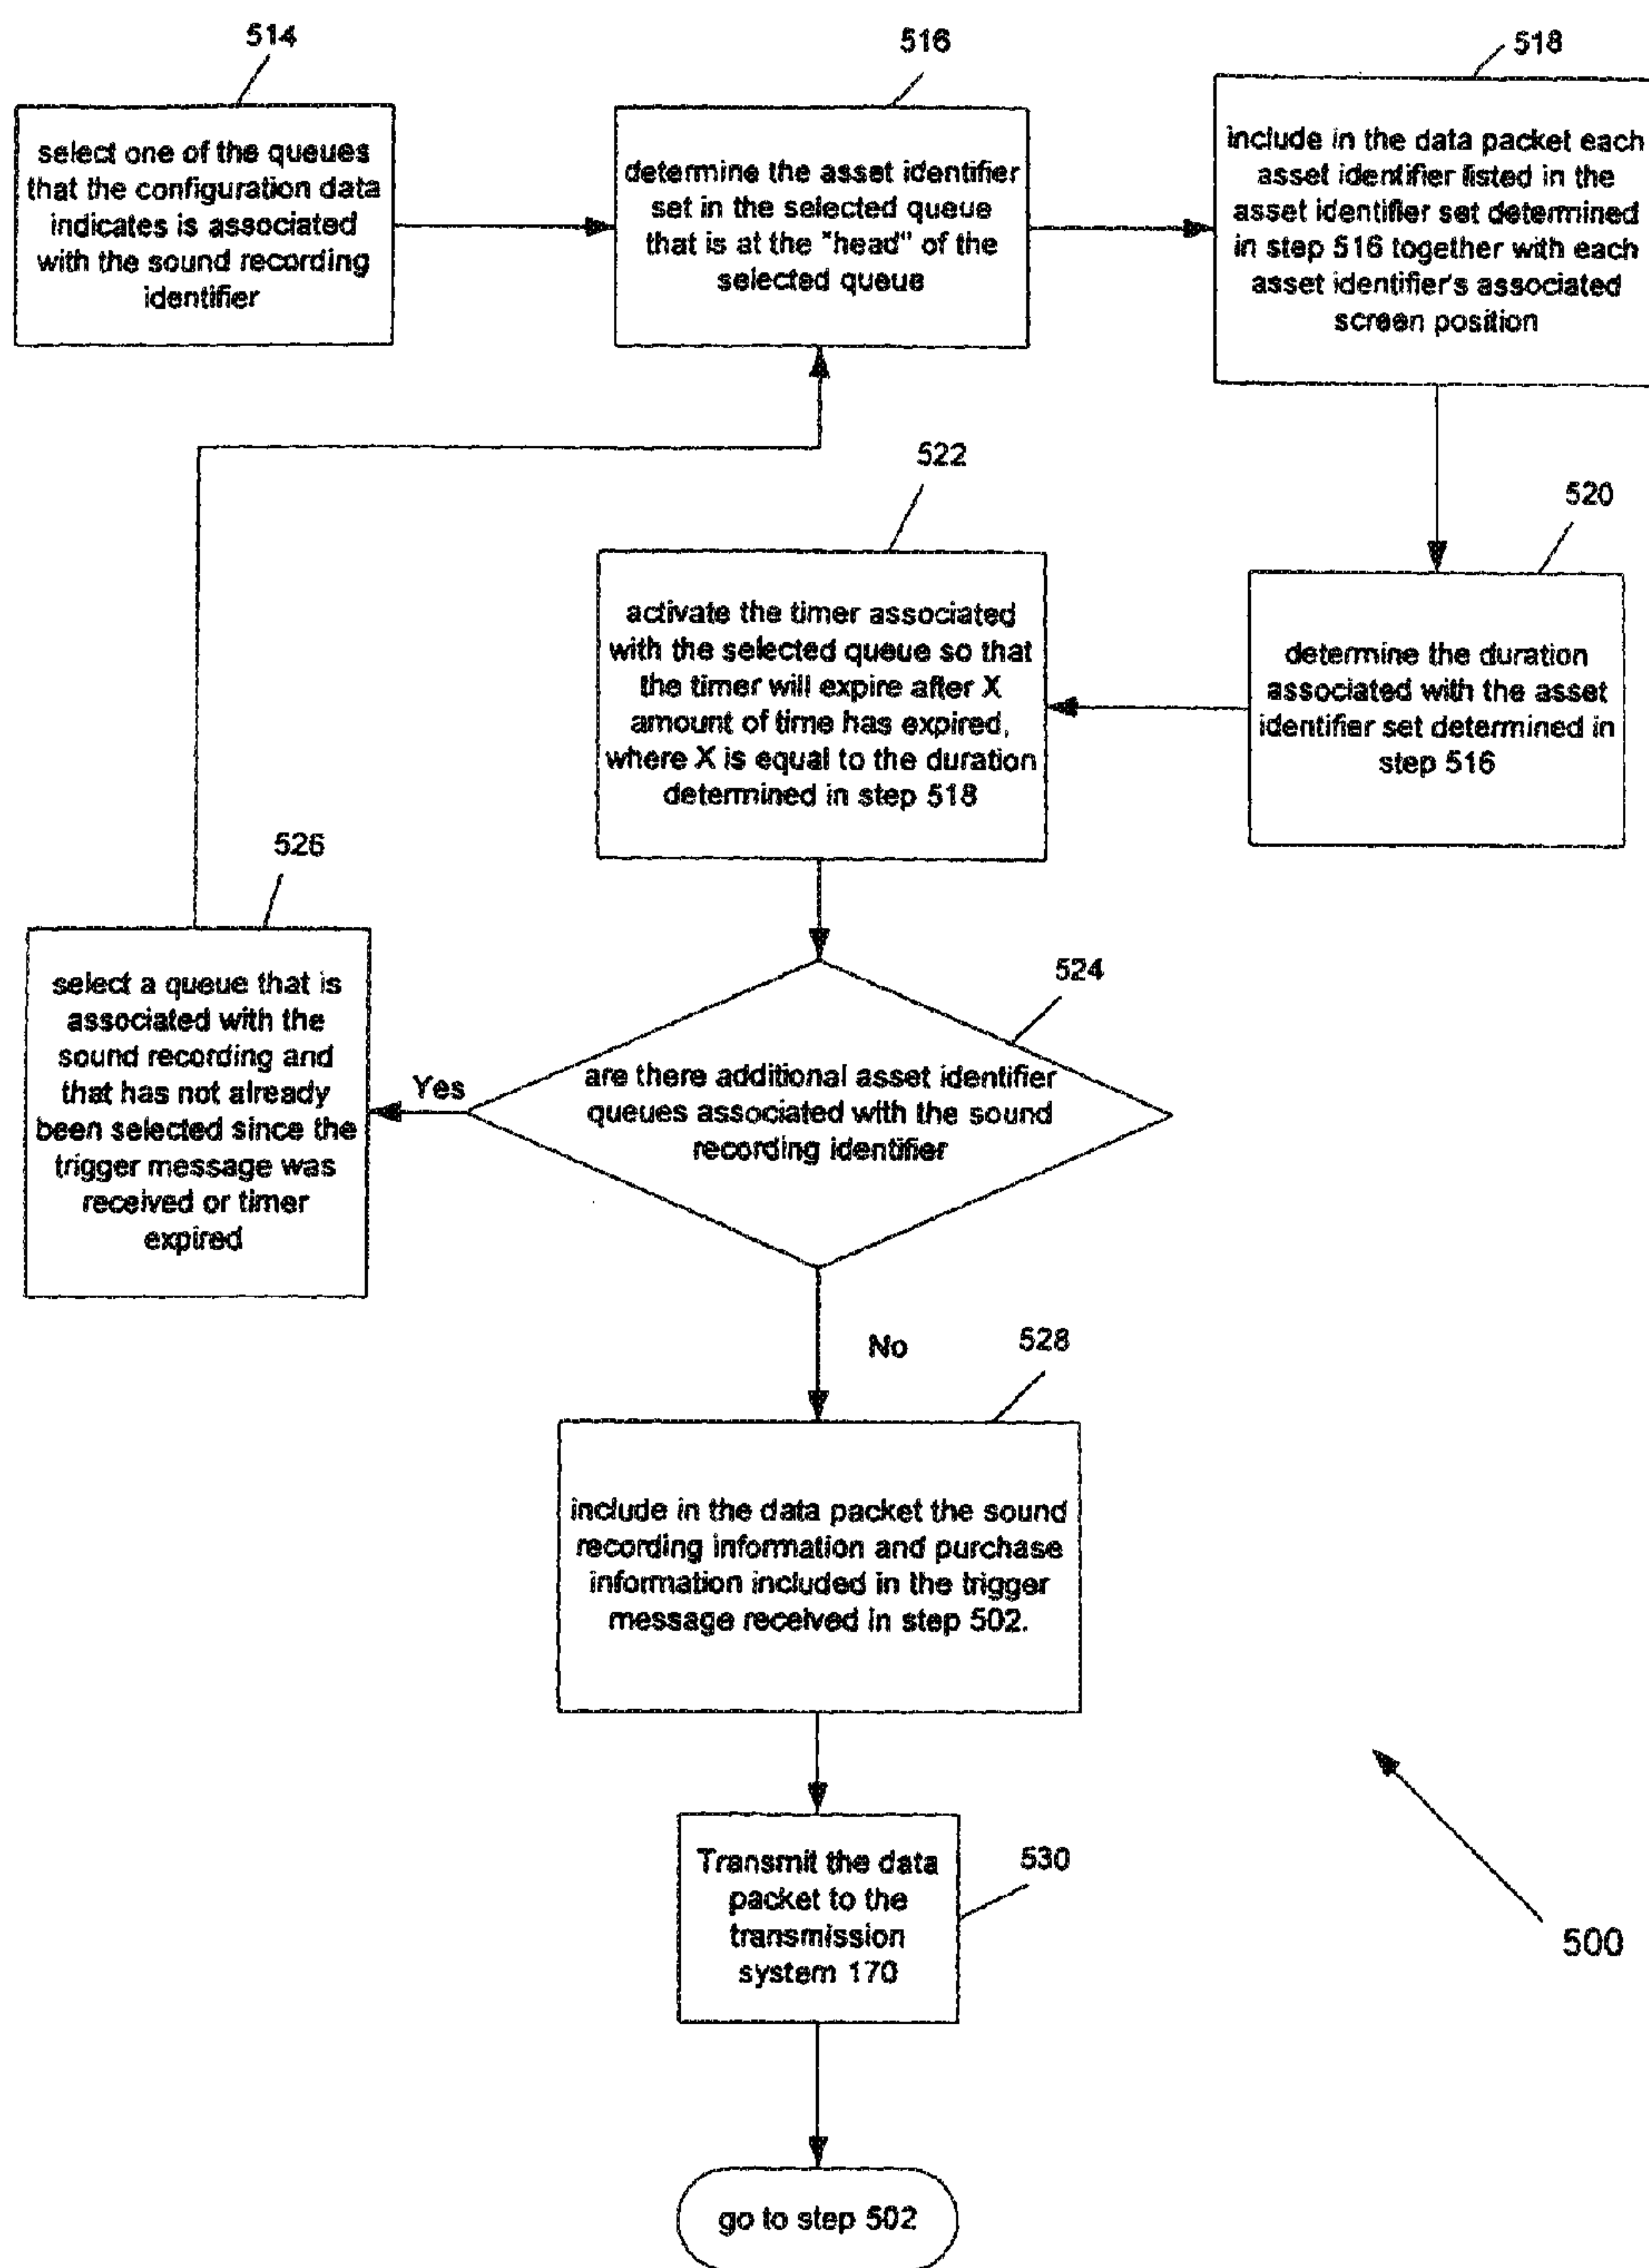 514
select one of the queues
that the configuration data
indicates is associated
with the sound recording
identifier
516
determine the asset identifier
set in the selected queue
that is at the "head" of the
selected queue
518
include in the data packet each
asset identifier listed in the
asset identifier set determined
in step 516 together with each
asset identifier's associated
screen position
520
determine the duration
associated with the asset
identifier set determined in
step 516
522
activate the timer associated
with the selected queue so that
the timer will expire after X
amount of time has expired,
where X is equal to the duration
determined in step 518
524
are there additional asset identifier
queues associated with the sound
recording identifier
Yes
526
select a queue that is
associated with the
sound recording and
that has not already
been selected since the
trigger message was
received or timer
expired
No
528
include in the data packet the sound
recording information and purchase
information included in the trigger
message received in step 502.
530
Transmit the data
packet to the
transmission
system 170
500
go to step 502